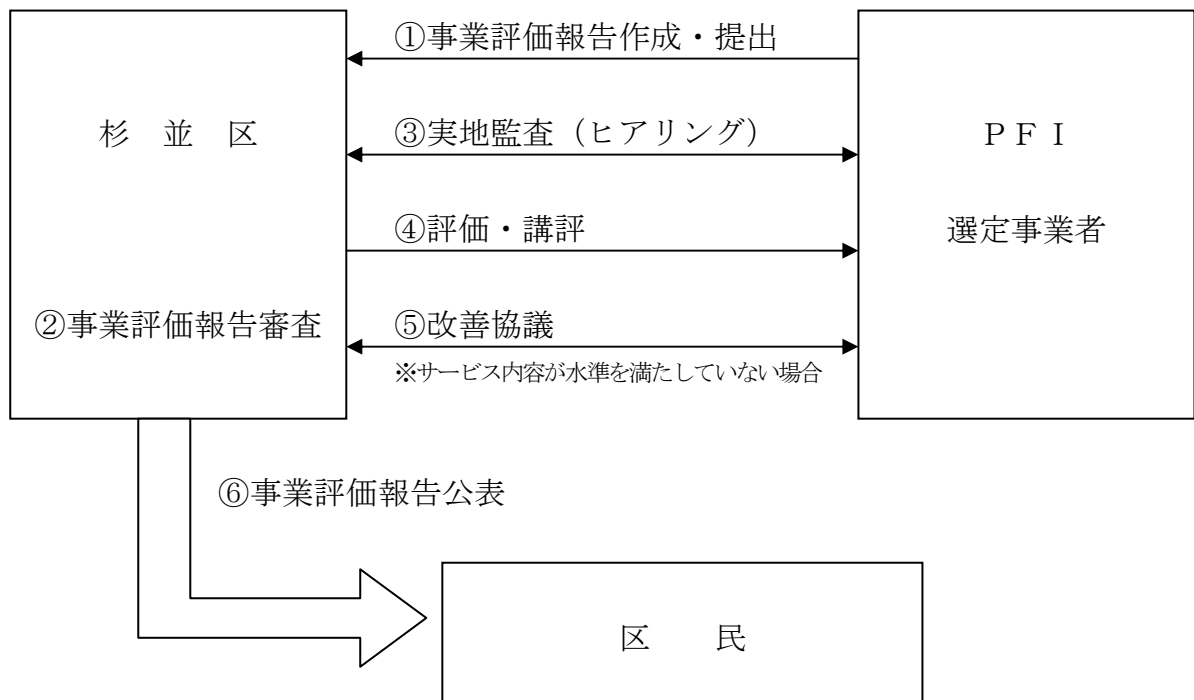 ①事業評価報告作成・提出
杉　並　区
③実地監査（ヒアリング）
ＰＦＩ
④評価・講評
選定事業者
②事業評価報告審査
⑤改善協議
※サービス内容が水準を満たしていない場合
⑥事業評価報告公表
区　　民